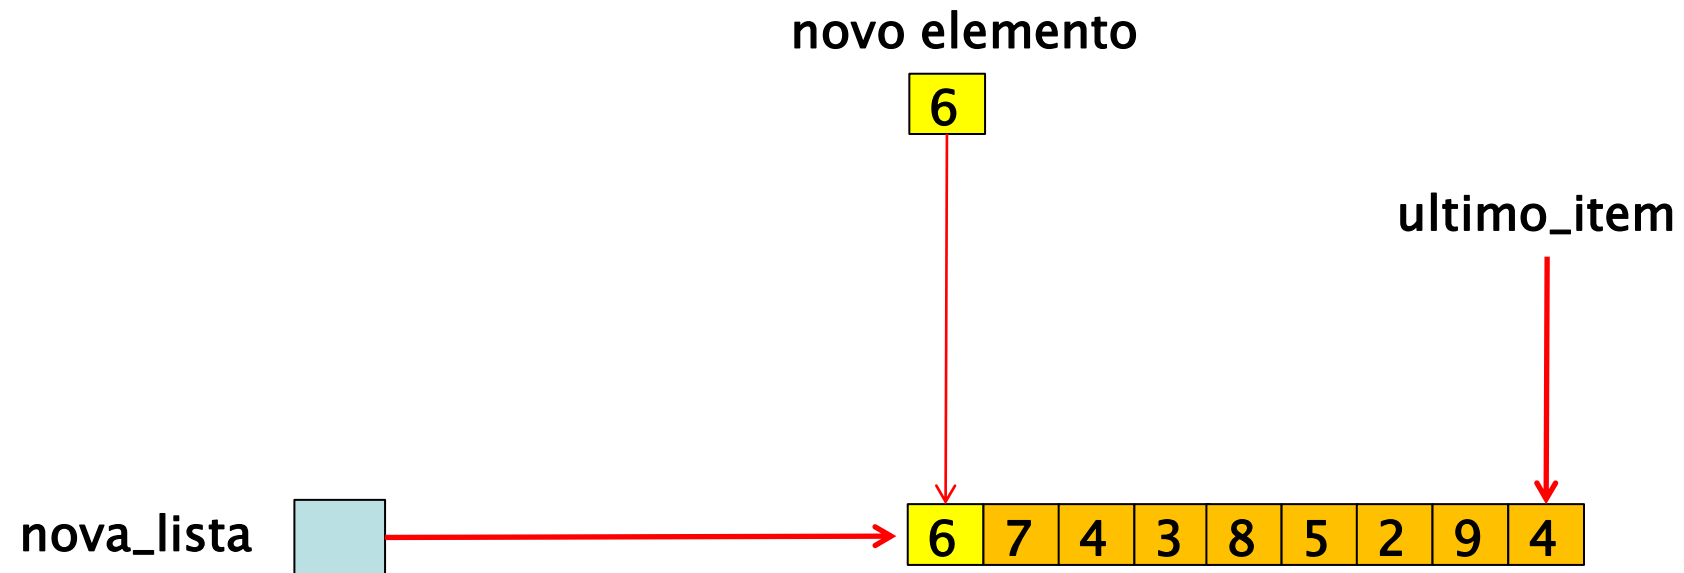 novo elemento
6
ultimo_item
nova_lista
6 7 4 3 8 5 2 9 4